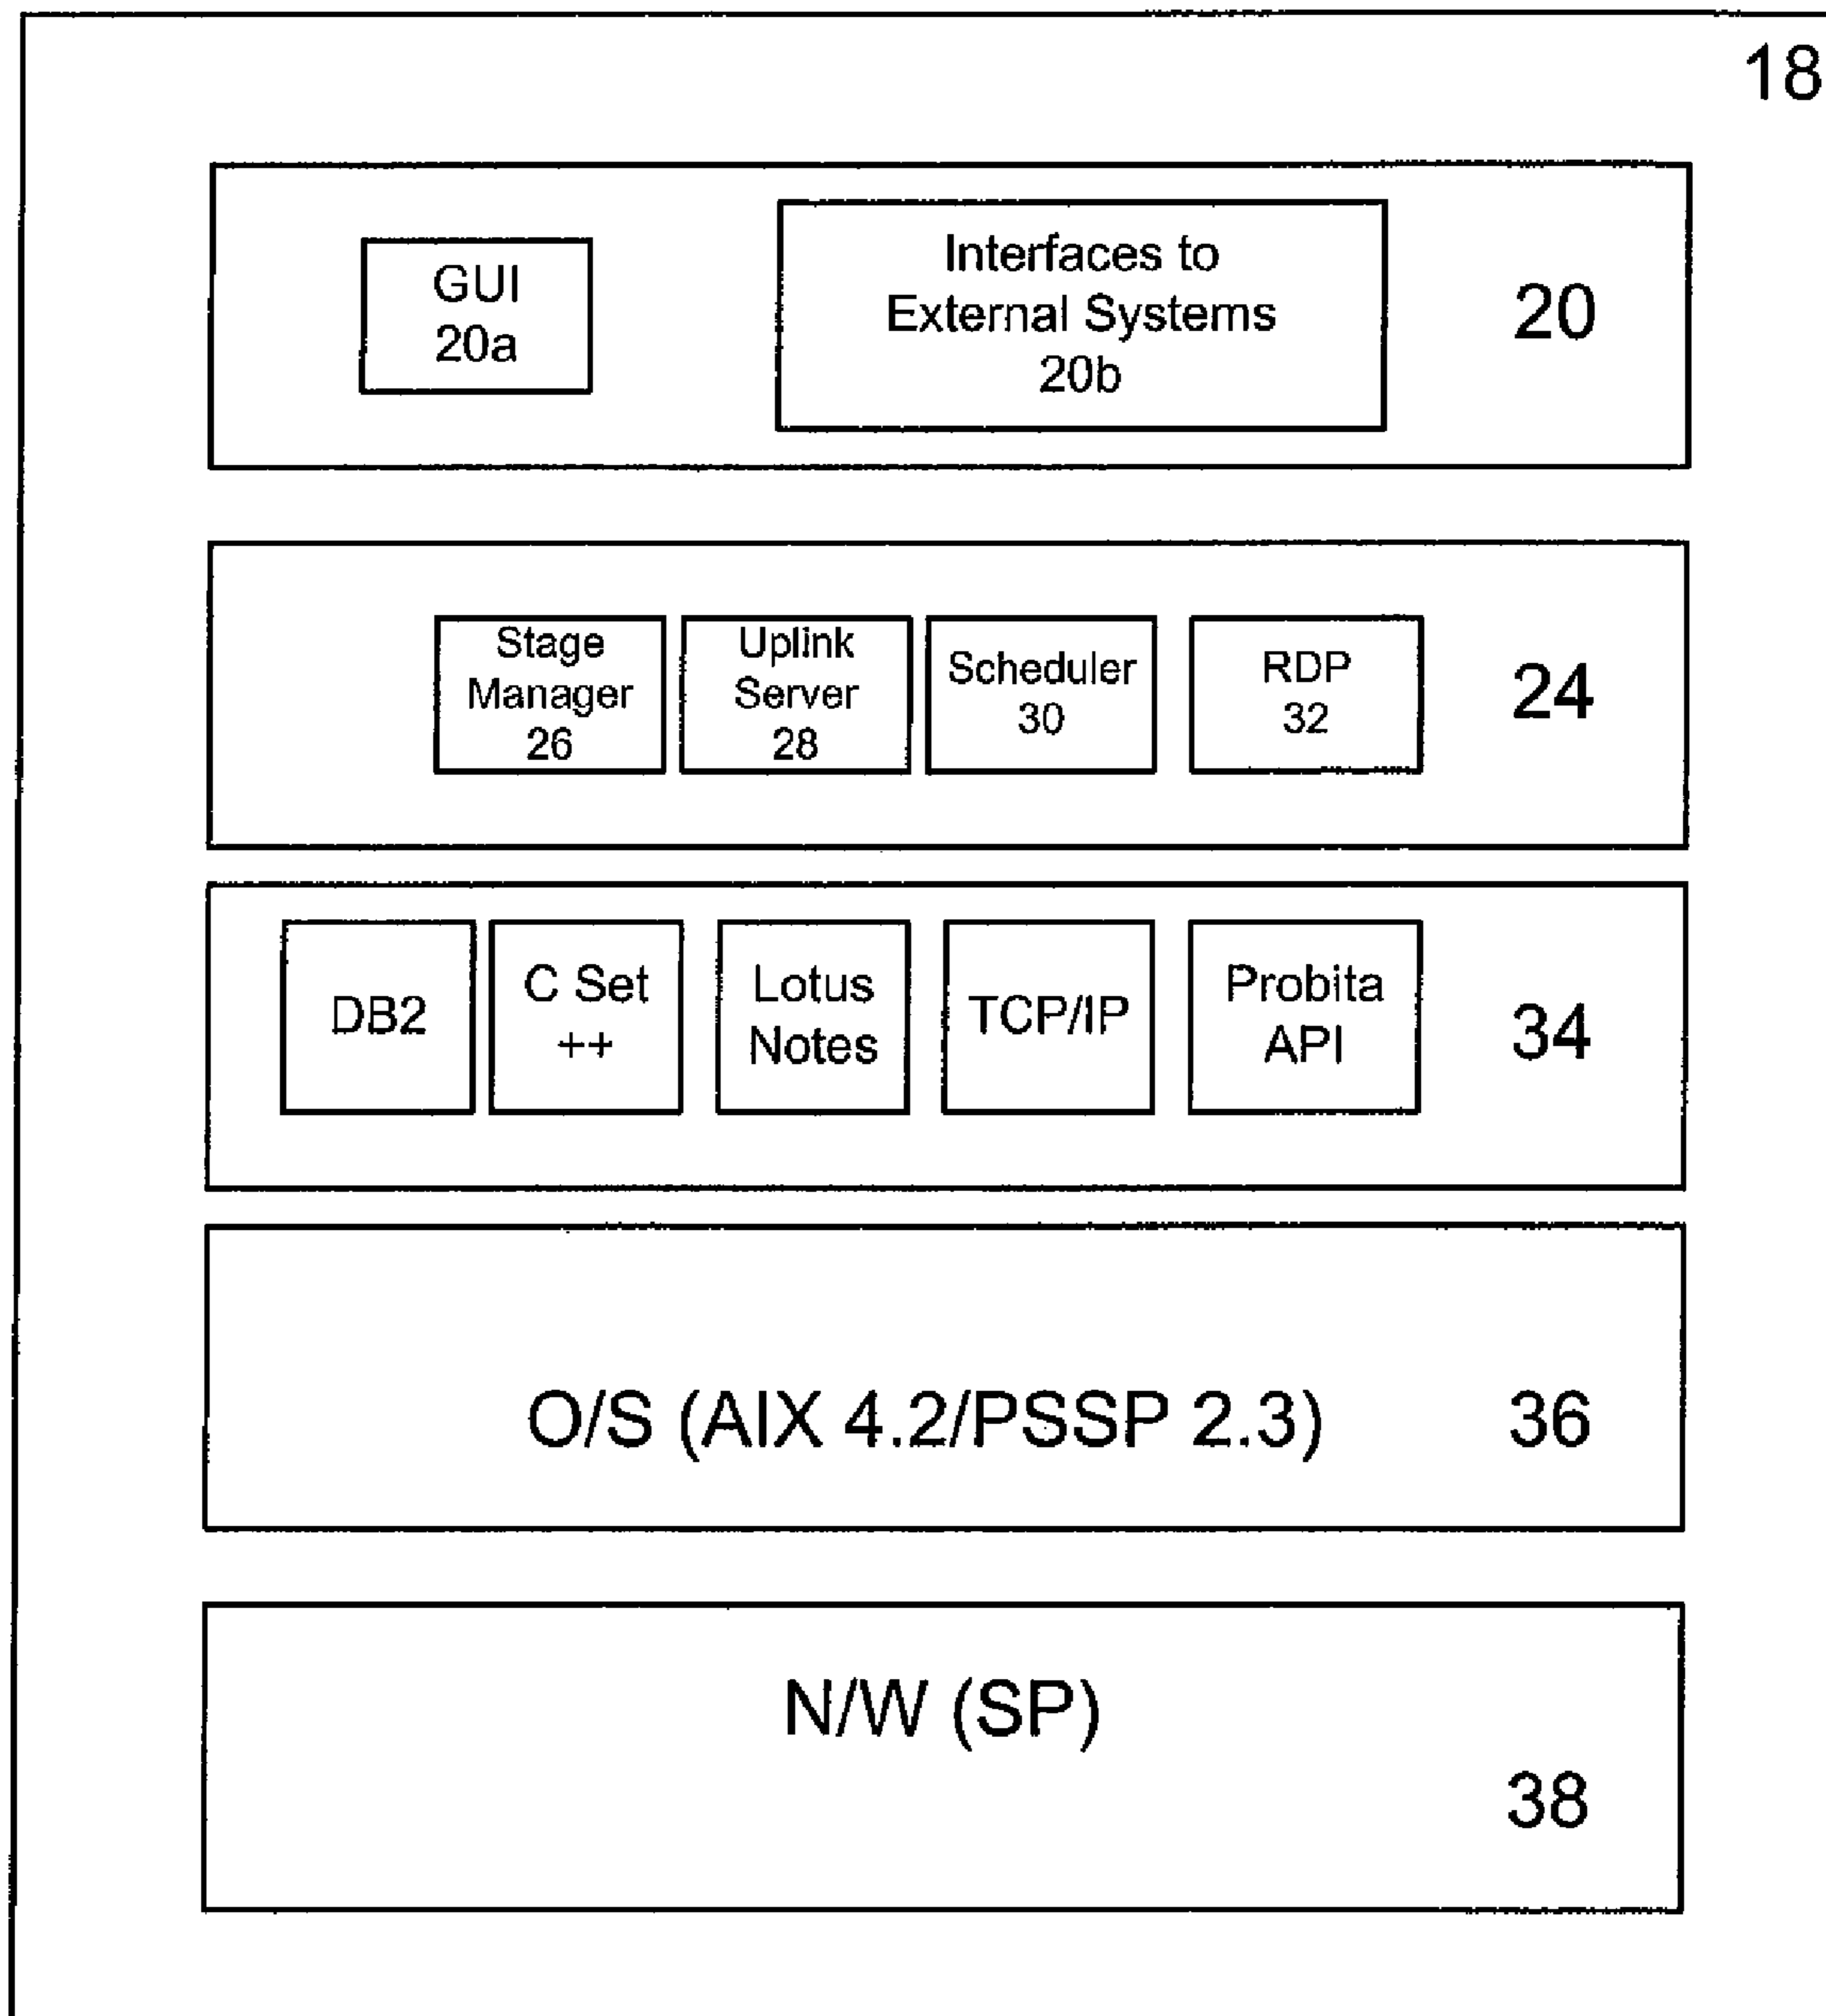 18
GUI
20a
Interfaces to
External Systems
20b
20
Stage
Manager
26
Uplink
Server
28
Scheduler
30
RDP
32
24
DB2
C Set
++
Lotus
Notes
TCP/IP
Probita
API
34
O/S (AIX 4.2/PSSP 2.3)
36
N/W (SP)
38